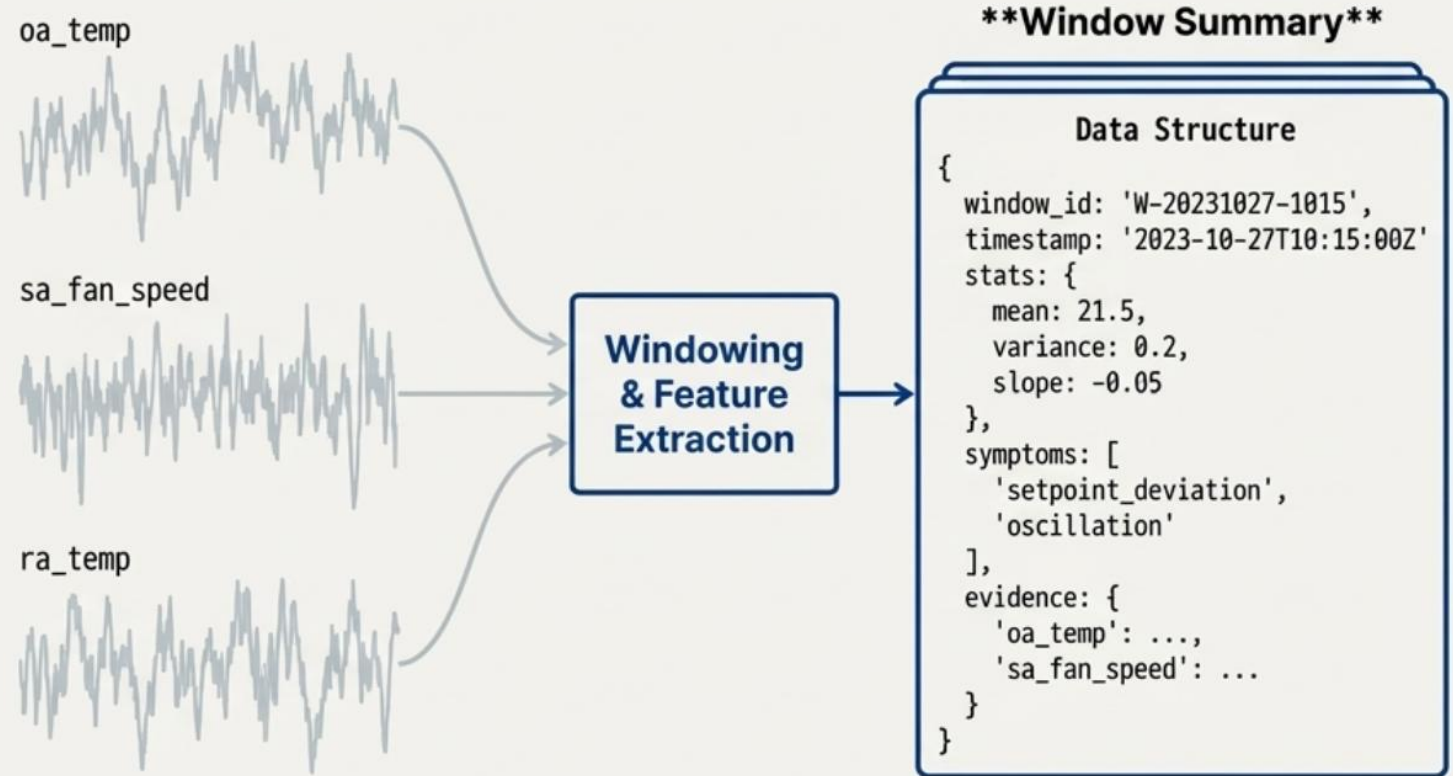 oa_temp
sa_fan_speed
ra_temp
Windowing
& Feature
Extraction
**Window Summary**
Data Structure
{
window_id: 'W-20231027-1015',
timestamp: '2023-10-27T10:15:00Z'
stats: {
mean: 21.5,
variance: 0.2,
slope: -0.05
},
symptoms: [
'setpoint_deviation',
'oscillation'
],
evidence: {
'oa_temp': ...,
'sa_fan_speed': ...
}
}